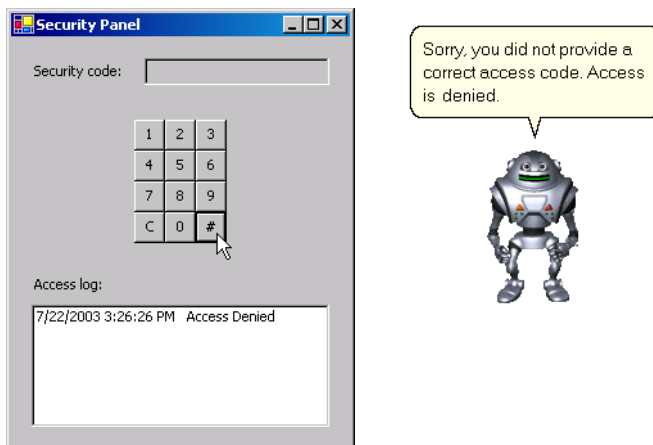 Security Panel
Security code:
1 2 3
4 5 6
7 8 9
C 0 #
Access log:
7/22/2003 3:26:26 PM Access Denied
Sorry, you did not provide a
correct access code. Access
is denied.